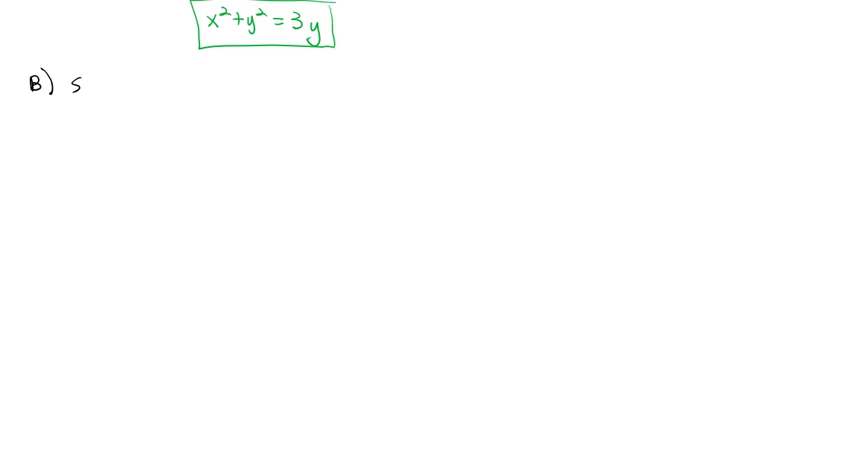 x² + y² = 3y
B) s